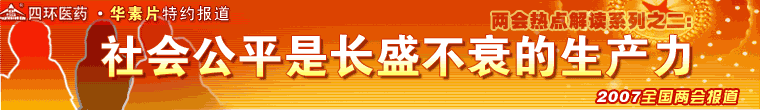 四环医药·华素片特约报道
两会热点解读系列之二：
社会公平是长盛不衰的生产力
2007全国两会报道